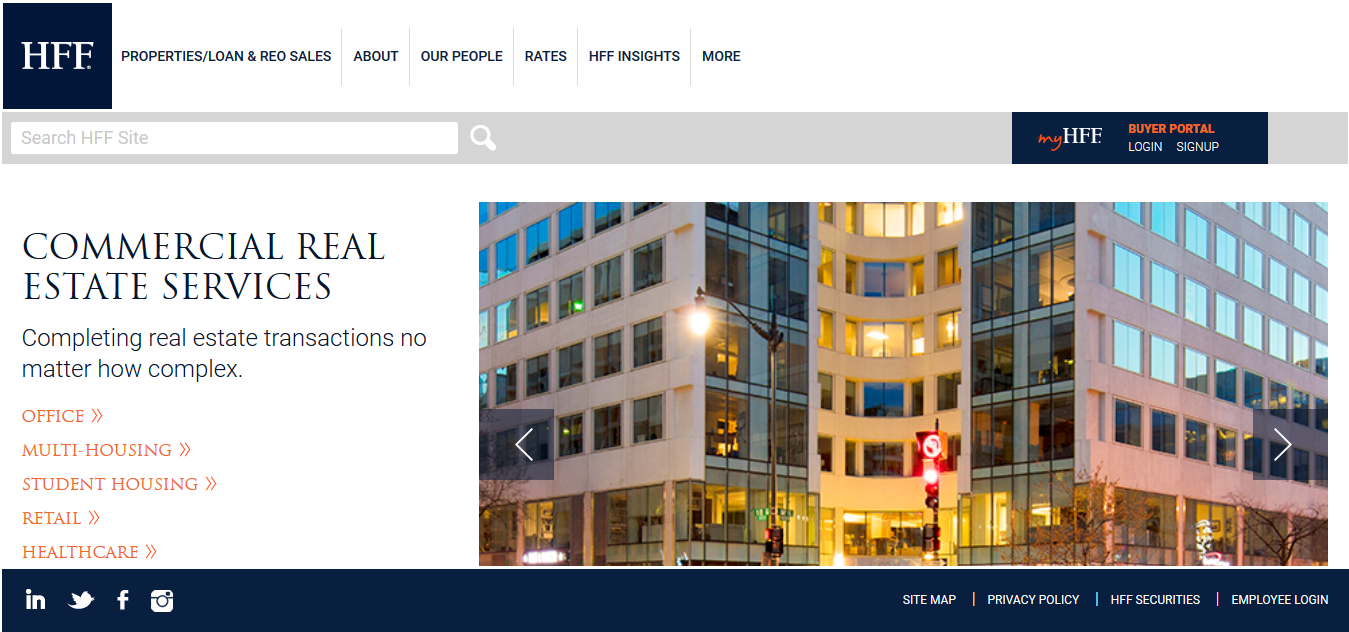 HFF
PROPERTIES/LOAN & REO SALES
ABOUT
OUR PEOPLE
RATES
HFF INSIGHTS
MORE
Search HFF Site
myHFF
BUYER PORTAL
LOGIN SIGNUP
COMMERCIAL REAL
ESTATE SERVICES
Completing real estate transactions no
matter how complex.
OFFICE »
MULTI-HOUSING »
STUDENT HOUSING »
RETAIL »
HEALTHCARE »
in
f
SITE MAP | PRIVACY POLICY | HFF SECURITIES | EMPLOYEE LOGIN